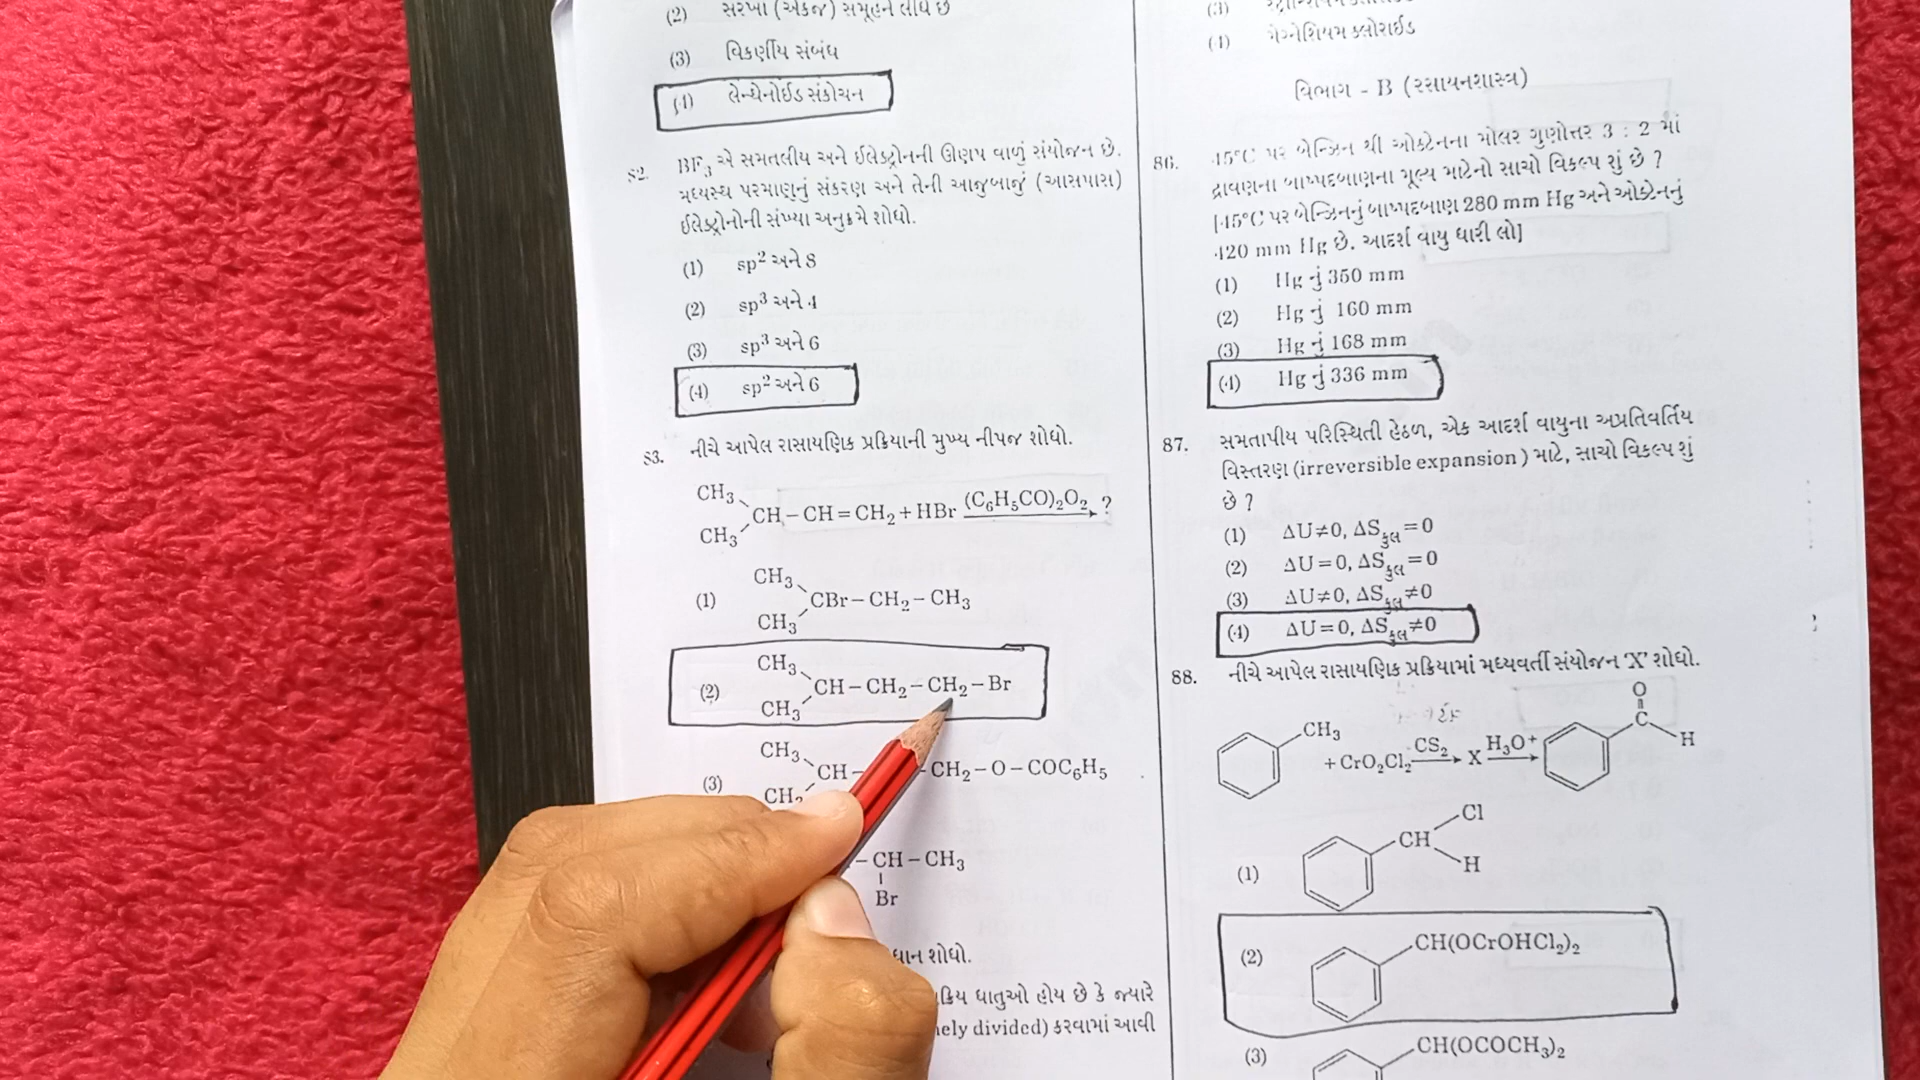 (2) સરખા (એકજ) સમૂહને લીધે છે
(3) વિકર્ણીય સંબંધ
(4) લેન્થેનોઈડ સંકોચન
82. BF3 એ સમતલીય અને ઈલેક્ટ્રોનની ઊણપ વાળું સંયોજન છે.
મધ્યસ્થ પરમાણુનું સંકરણ અને તેની આજુબાજું (આસપાસ)
ઈલેક્ટ્રોનોની સંખ્યા અનુક્રમે શોધો.
(1) sp² અને 8
(2) sp³ અને 4
(3) sp³ અને 6
(4) sp² અને 6
83. નીચે આપેલ રાસાયણિક પ્રક્રિયાની મુખ્ય નીપજ શોધો.
CH3
CH – CH = CH2 + HBr (C6H5CO)2O2 ?
CH3
CH3
(1) CBr – CH2 – CH3
CH3
CH3
(2) CH – CH2 – CH2 – Br
CH3
CH3
(3) CH – CH2 – O – COC6H5
CH3
– CH – CH3
Br
શોધો.
ધાતુઓ હોય છે કે જ્યારે
divided) કરવામાં આવી
(3)
(4) મેગ્નેશિયમ ક્લોરાઈડ
વિભાગ - B (રસાયનશાસ્ત્ર)
86. 45°C પર બેન્ઝિન થી ઓક્ટેનના મોલર ગુણોત્તર 3 : 2 માં
દ્રાવણના બાષ્પદબાણના મૂલ્ય માટેનો સાચો વિકલ્પ શું છે ?
[45°C પર બેન્ઝિનનું બાષ્પદબાણ 280 mm Hg અને ઓક્ટેનનું
420 mm Hg છે. આદર્શ વાયુ ધારી લો]
(1) Hg નું 350 mm
(2) Hg નું 160 mm
(3) Hg નું 168 mm
(4) Hg નું 336 mm
87. સમતાપીય પરિસ્થિતી હેઠળ, એક આદર્શ વાયુના અપ્રતિવર્તિય
વિસ્તરણ (irreversible expansion) માટે, સાચો વિકલ્પ શું
છે ?
(1) ΔU≠0, ΔSકુલ=0
(2) ΔU=0, ΔSકુલ=0
(3) ΔU≠0, ΔSકુલ≠0
(4) ΔU=0, ΔSકુલ≠0
88. નીચે આપેલ રાસાયણિક પ્રક્રિયામાં મધ્યવર્તી સંયોજન 'X' શોધો.
O
CH3 C H
+ CrO2Cl2 CS2 X H3O+
Cl
CH
(1) H
(2) CH(OCrOHCl2)2
(3) CH(OCOCH3)2